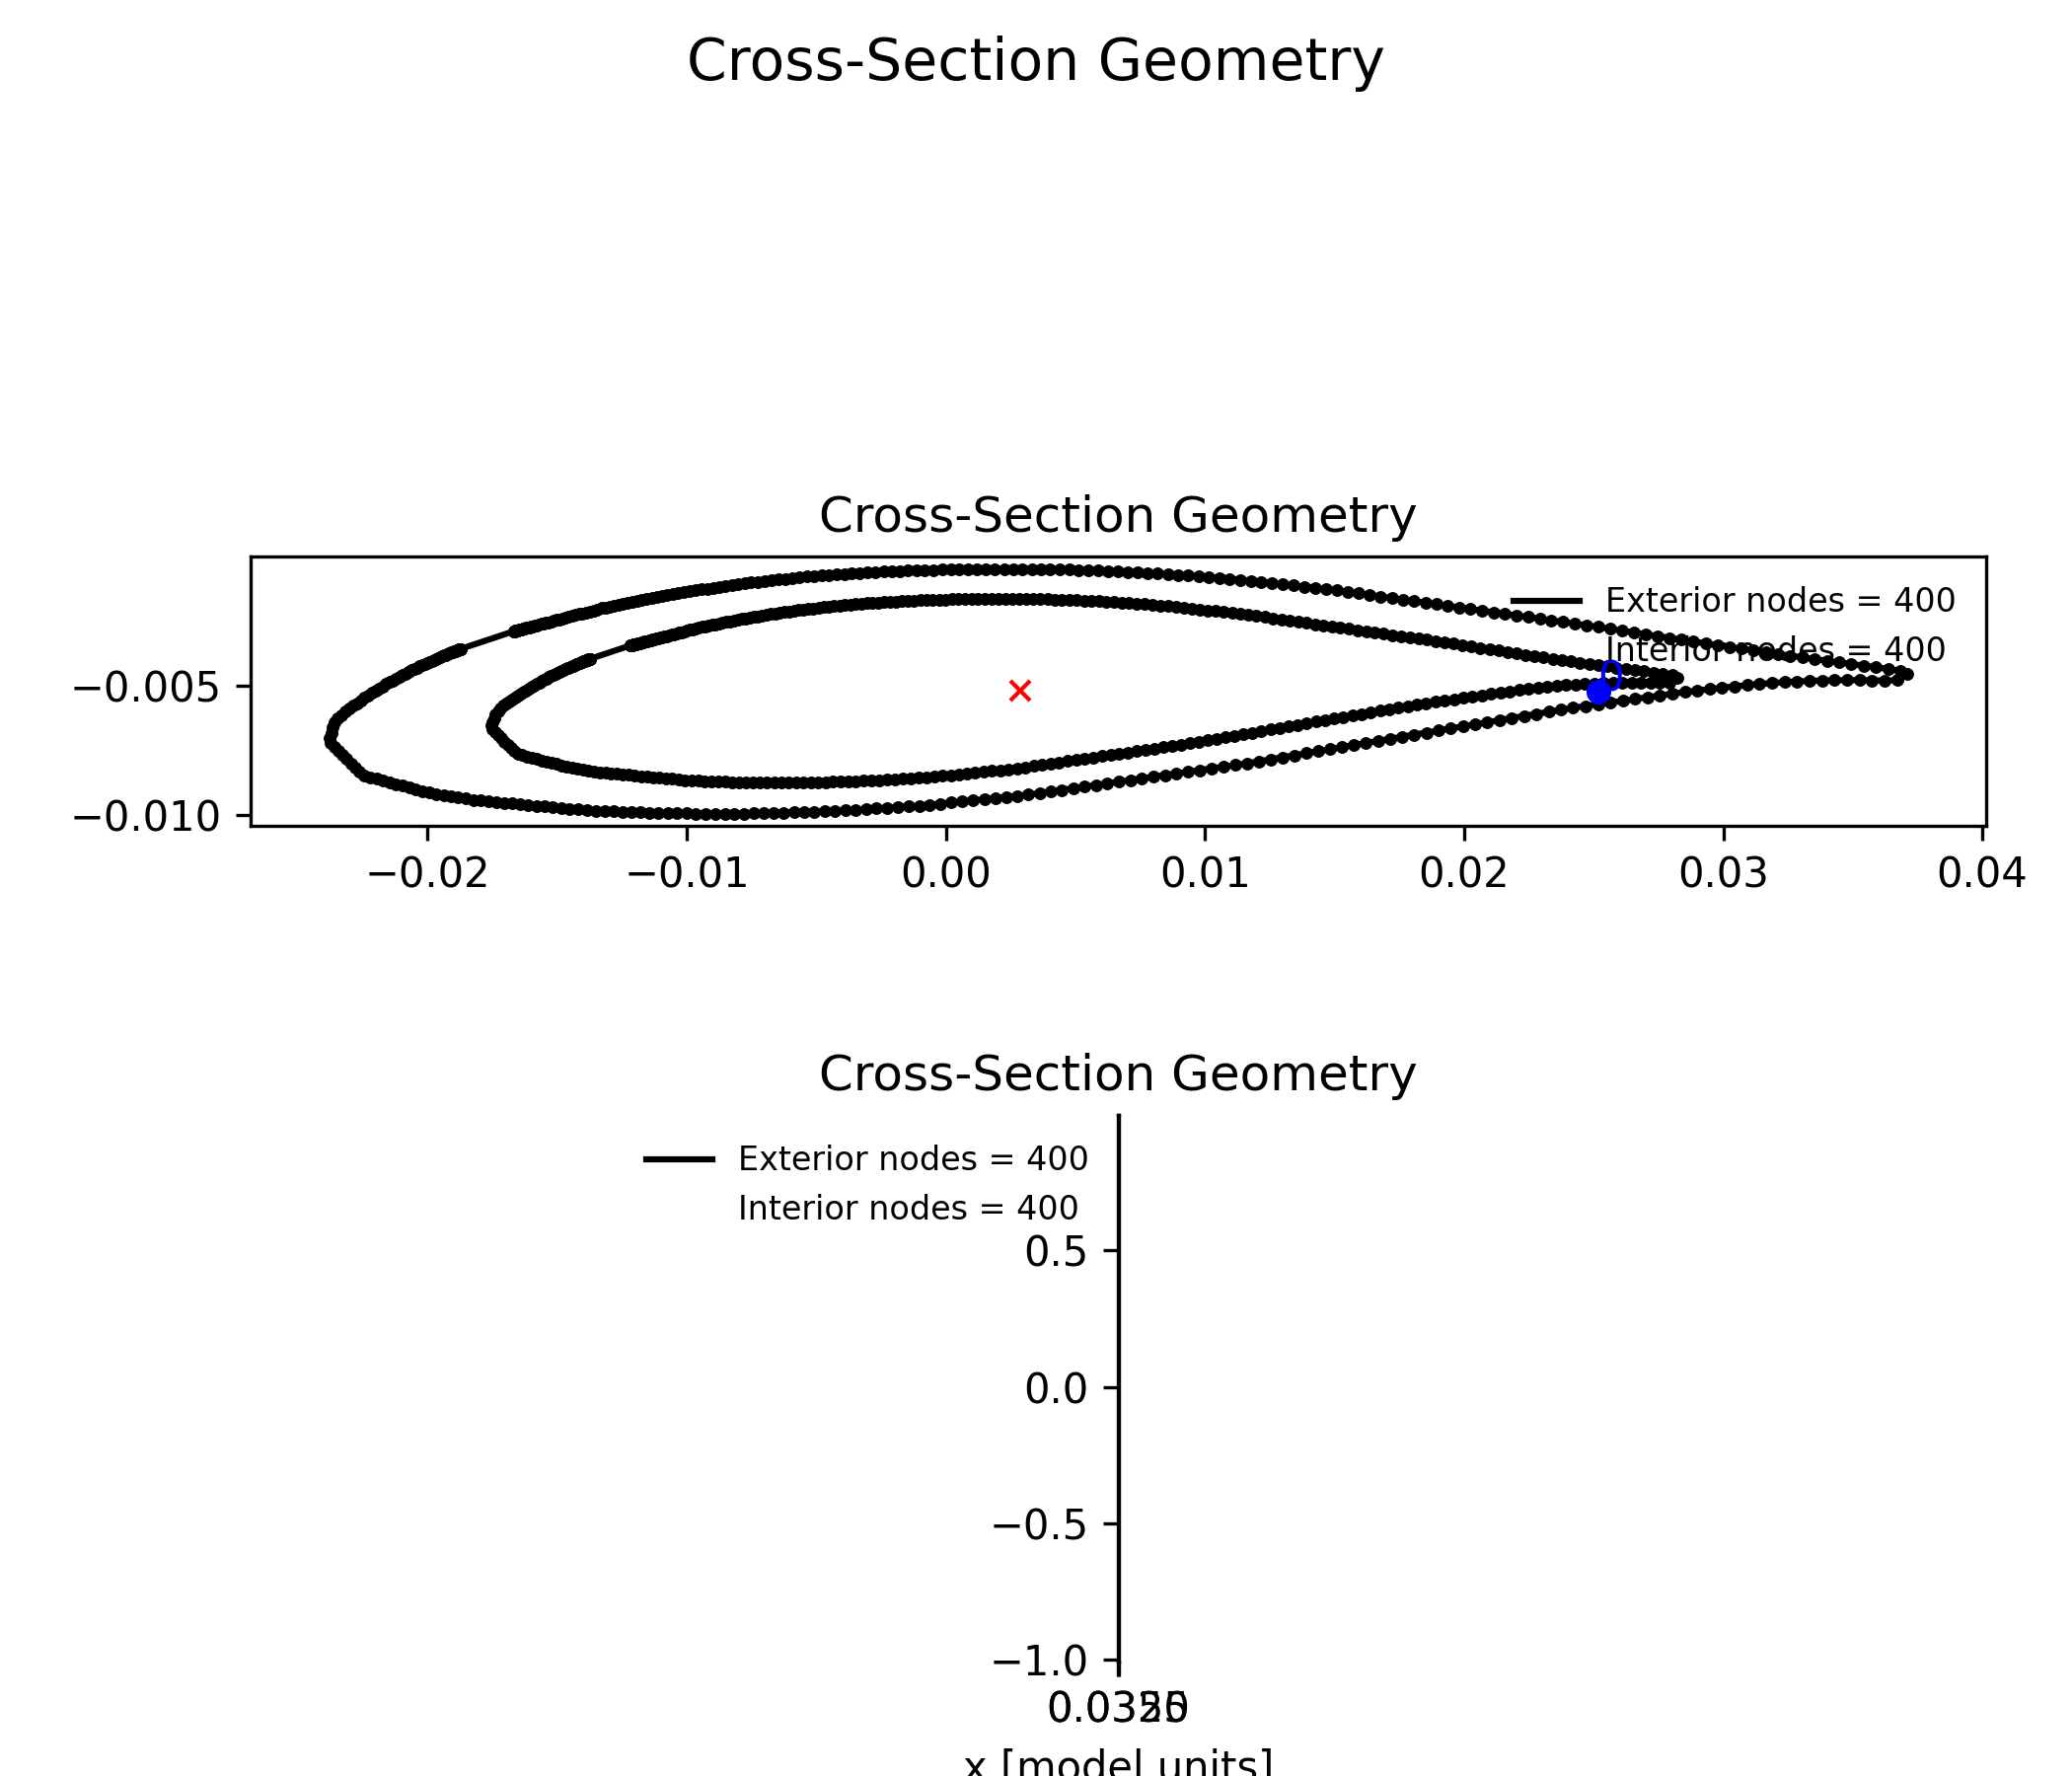 Cross-Section Geometry
Cross-Section Geometry
Exterior nodes = 400
Interior nodes = 400
−0.005
−0.010
−0.02 −0.01 0.00 0.01 0.02 0.03 0.04
Cross-Section Geometry
Exterior nodes = 400
Interior nodes = 400
0.5
0.0
−0.5
−1.0
x [model units]